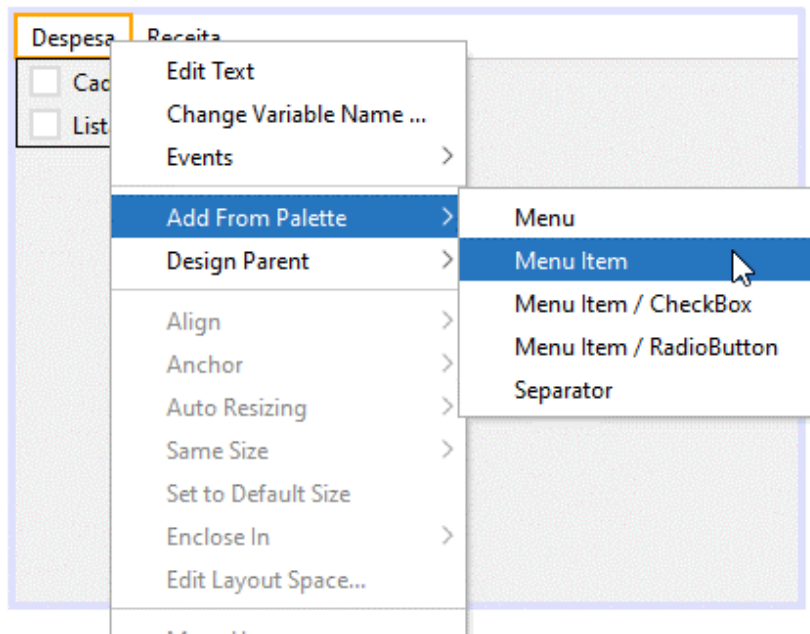 Despesa Receita
Cad
List
Edit Text
Change Variable Name ...
Events
Add From Palette
Design Parent
Align
Anchor
Auto Resizing
Same Size
Set to Default Size
Enclose In
Edit Layout Space...
Menu
Menu Item
Menu Item / CheckBox
Menu Item / RadioButton
Separator